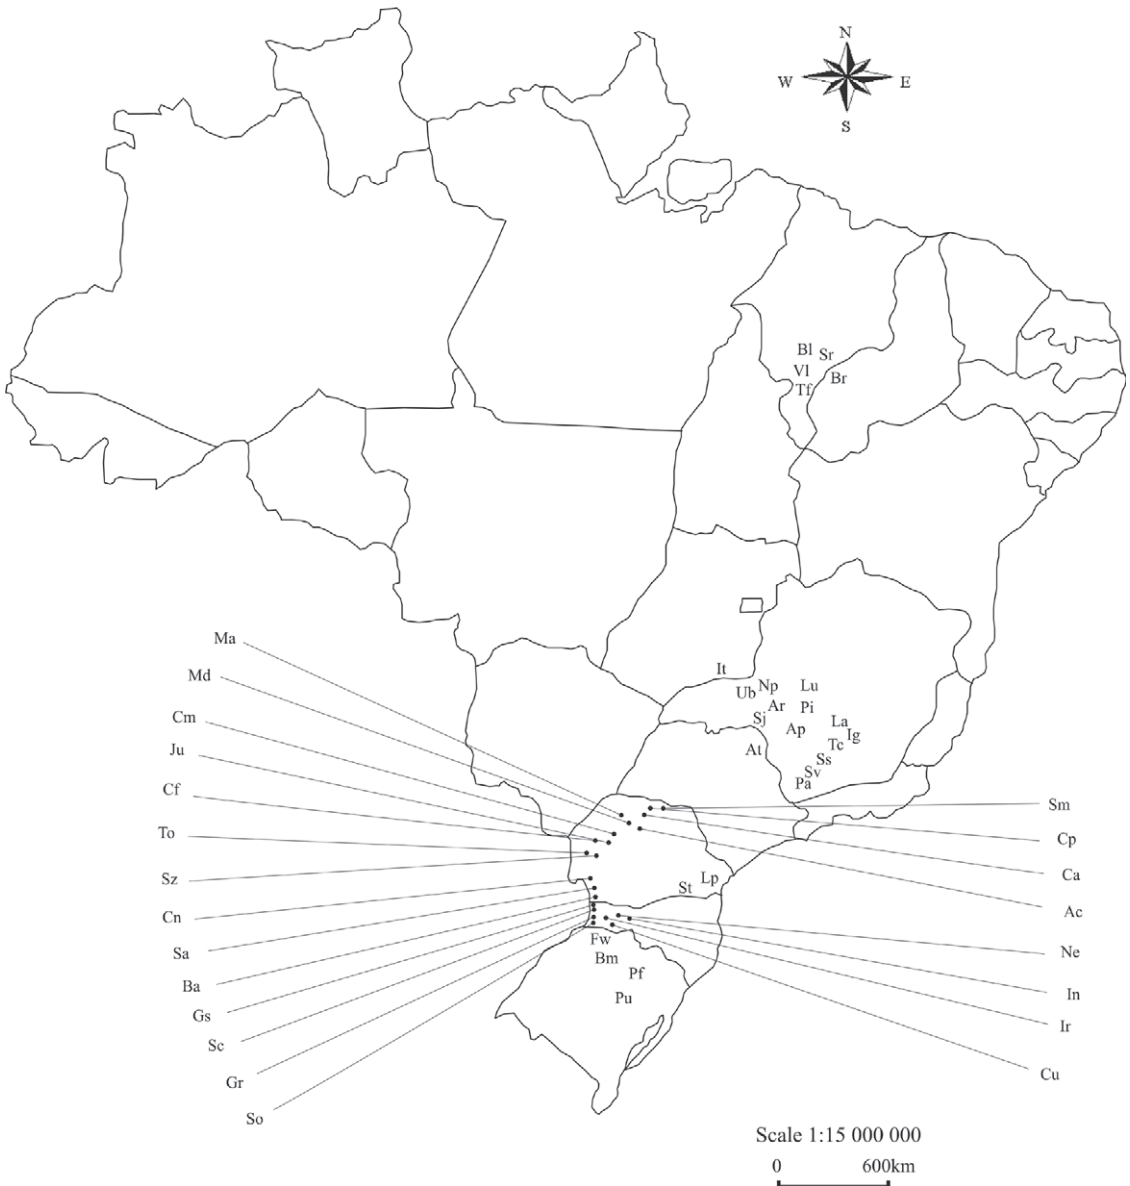 N
W E
S
Bl Sr
Vl Br
Tf
Ma
Md
Cm
Ju
Cf
To
Sz
Cn
Sa
Ba
Gs
Sc
Gr
So
It
Ub Np Lu
Ar Pi
Sj Ap La
At Tc Ig
Ss
Sv
Pa
Sm
Cp
Ca
Ac
Ne
In
Ir
Cu
Lp
St
Fw
Bm
Pf
Pu
Scale 1:15 000 000
0 600km